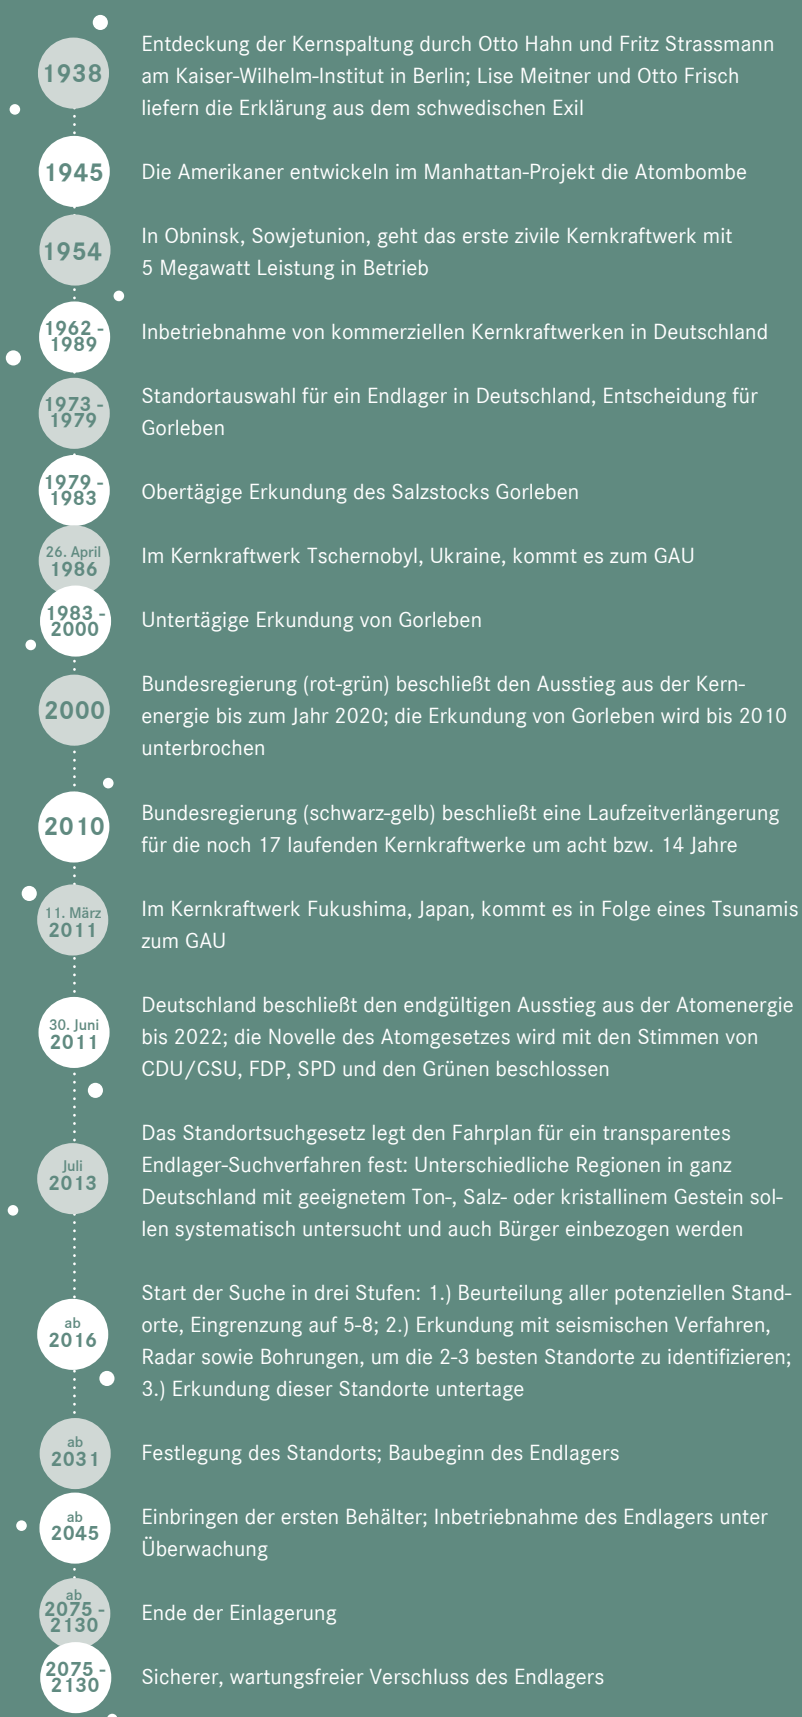 1938
Entdeckung der Kernspaltung durch Otto Hahn und Fritz Strassmann
am Kaiser-Wilhelm-Institut in Berlin; Lise Meitner und Otto Frisch
liefern die Erklärung aus dem schwedischen Exil
1945
Die Amerikaner entwickeln im Manhattan-Projekt die Atombombe
1954
In Obninsk, Sowjetunion, geht das erste zivile Kernkraftwerk mit
5 Megawatt Leistung in Betrieb
1962 -
1989
Inbetriebnahme von kommerziellen Kernkraftwerken in Deutschland
1973 -
1979
Standortauswahl für ein Endlager in Deutschland, Entscheidung für
Gorleben
1979 -
1983
Obertägige Erkundung des Salzstocks Gorleben
26. April
1986
Im Kernkraftwerk Tschernobyl, Ukraine, kommt es zum GAU
1983 -
2000
Untertägige Erkundung von Gorleben
2000
Bundesregierung (rot-grün) beschließt den Ausstieg aus der Kern-
energie bis zum Jahr 2020; die Erkundung von Gorleben wird bis 2010
unterbrochen
2010
Bundesregierung (schwarz-gelb) beschließt eine Laufzeitverlängerung
für die noch 17 laufenden Kernkraftwerke um acht bzw. 14 Jahre
11. März
2011
Im Kernkraftwerk Fukushima, Japan, kommt es in Folge eines Tsunamis
zum GAU
30. Juni
2011
Deutschland beschließt den endgültigen Ausstieg aus der Atomenergie
bis 2022; die Novelle des Atomgesetzes wird mit den Stimmen von
CDU/CSU, FDP, SPD und den Grünen beschlossen
Juli
2013
Das Standortsuchgesetz legt den Fahrplan für ein transparentes
Endlager-Suchverfahren fest: Unterschiedliche Regionen in ganz
Deutschland mit geeignetem Ton-, Salz- oder kristallinem Gestein sol-
len systematisch untersucht und auch Bürger einbezogen werden
ab
2016
Start der Suche in drei Stufen: 1.) Beurteilung aller potenziellen Stand-
orte, Eingrenzung auf 5-8; 2.) Erkundung mit seismischen Verfahren,
Radar sowie Bohrungen, um die 2-3 besten Standorte zu identifizieren;
3.) Erkundung dieser Standorte untertage
ab
2031
Festlegung des Standorts; Baubeginn des Endlagers
ab
2045
Einbringen der ersten Behälter; Inbetriebnahme des Endlagers unter
Überwachung
ab
2075 -
2130
Ende der Einlagerung
2075 -
2130
Sicherer, wartungsfreier Verschluss des Endlagers